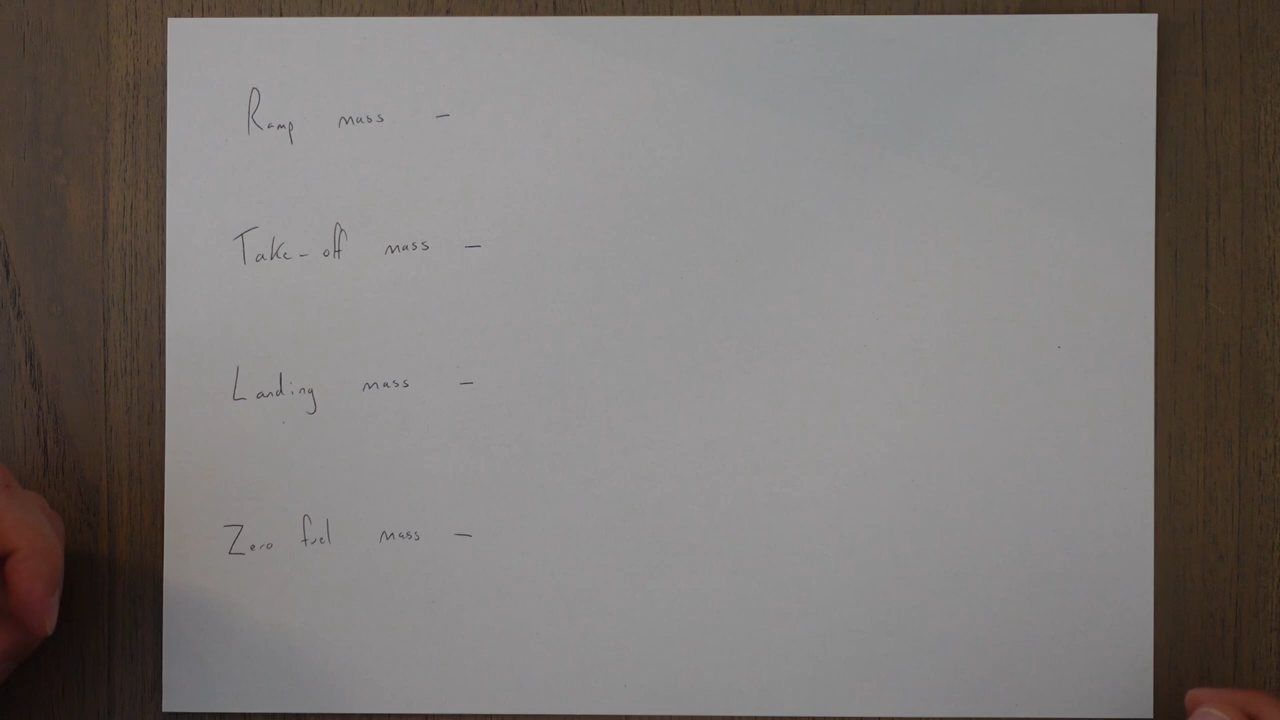 Ramp mass -
Take-off mass -
Landing mass -
Zero fuel mass -